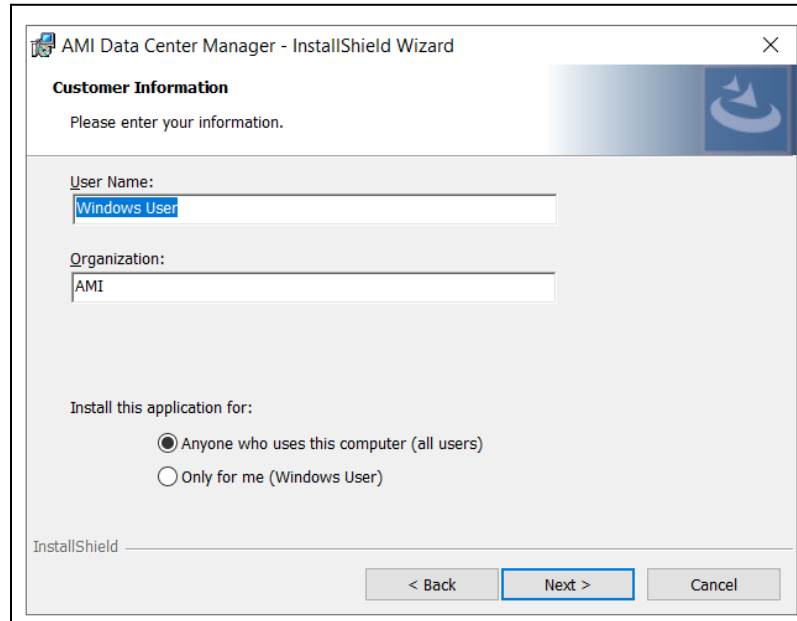 AMI Data Center Manager - InstallShield Wizard
Customer Information
Please enter your information.
User Name:
Windows User
Organization:
AMI
Install this application for:
Anyone who uses this computer (all users)
Only for me (Windows User)
InstallShield
< Back
Next >
Cancel